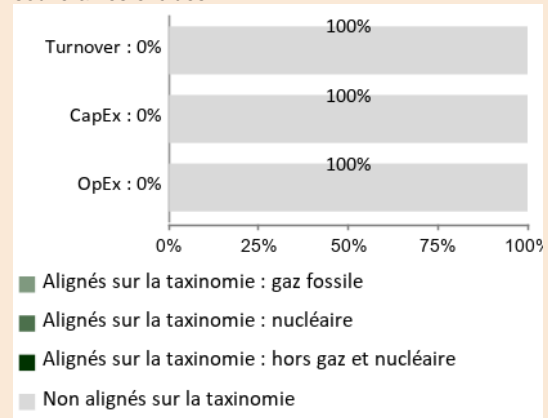 100%
Turnover : 0%
100%
CapEx : 0%
100%
OpEx : 0%
0% 25% 50% 75% 100%
Alignés sur la taxinomie : gaz fossile
Alignés sur la taxinomie : nucléaire
Alignés sur la taxinomie : hors gaz et nucléaire
Non alignés sur la taxinomie